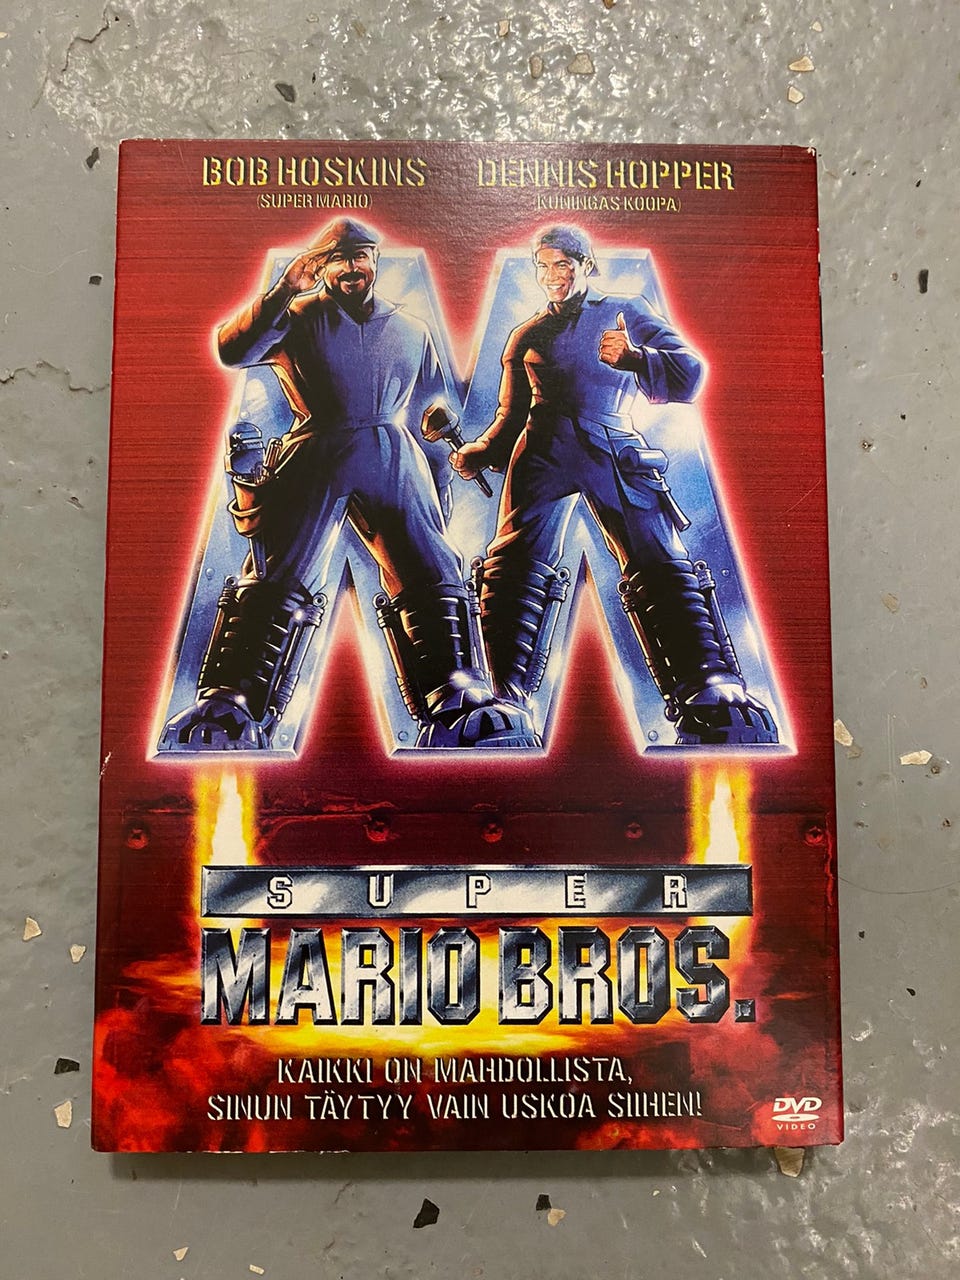 BOB HOSKINS
(SUPER MARIO)
DENNIS HOPPER
(KUNINGAS KOOPA)
SUPER
MARIO BROS.
KAIKKI ON MAHDOLLISTA,
SINUN TÄYTYY VAIN USKOA SIIHEN!
DVD
VIDEO